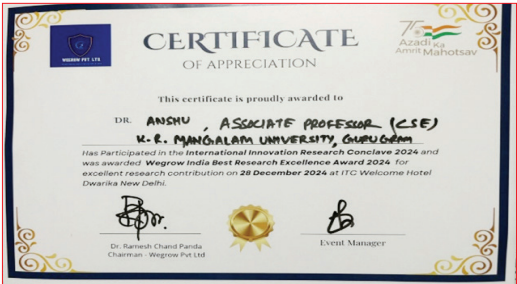 WEGROW PVT LTD
CERTIFICATE
OF APPRECIATION
75
Azadi Ka
Amrit Mahotsav
This certificate is proudly awarded to
DR. ANSHU , ASSOCIATE PROFESSOR (CSE)
K.R. MANGALAM UNIVERSITY, GURUGRAM
Has Participated in the International Innovation Research Conclave 2024 and
was awarded Wegrow India Best Research Excellence Award 2024 for
excellent research contribution on 28 December 2024 at ITC Welcome Hotel
Dwarika New Delhi.
Dr. Ramesh Chand Panda
Chairman - Wegrow Pvt Ltd
Event Manager